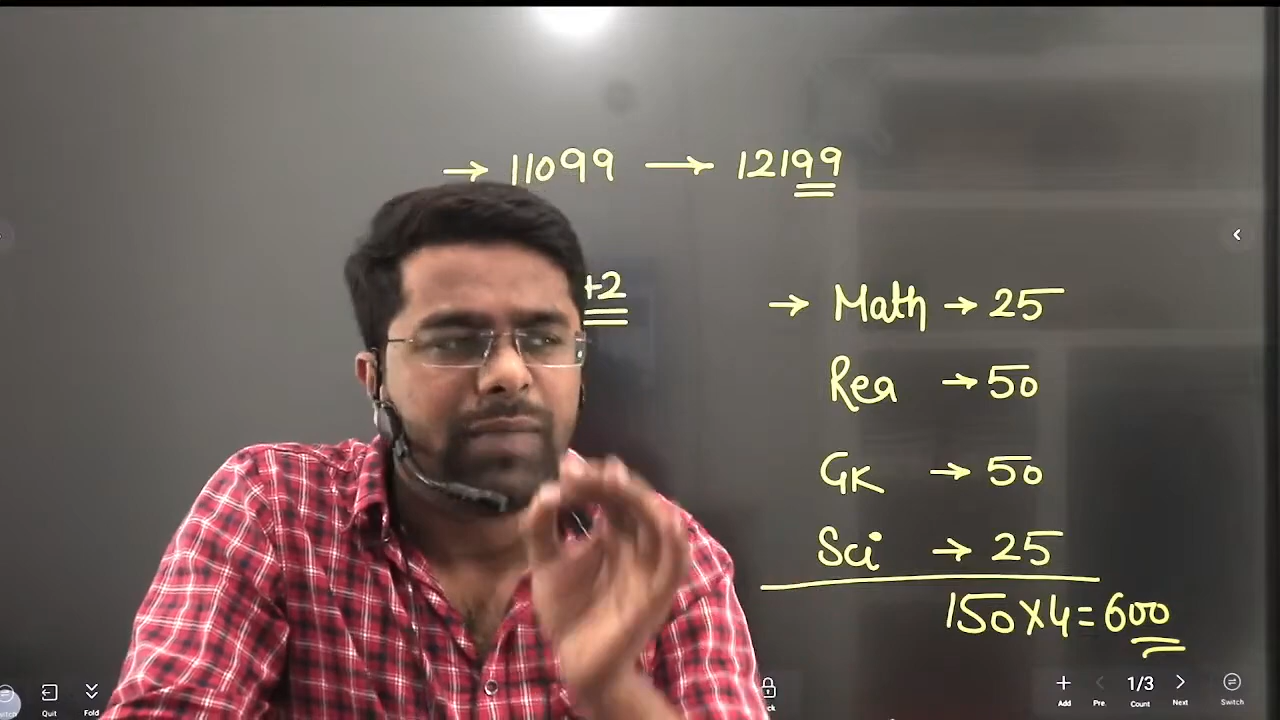 → 11099 → 12199
+2
→ Math → 25
Rea → 50
GK → 50
Sci → 25
150×4=600
Quit Fold Add Pre 1/3 Count Next Switch